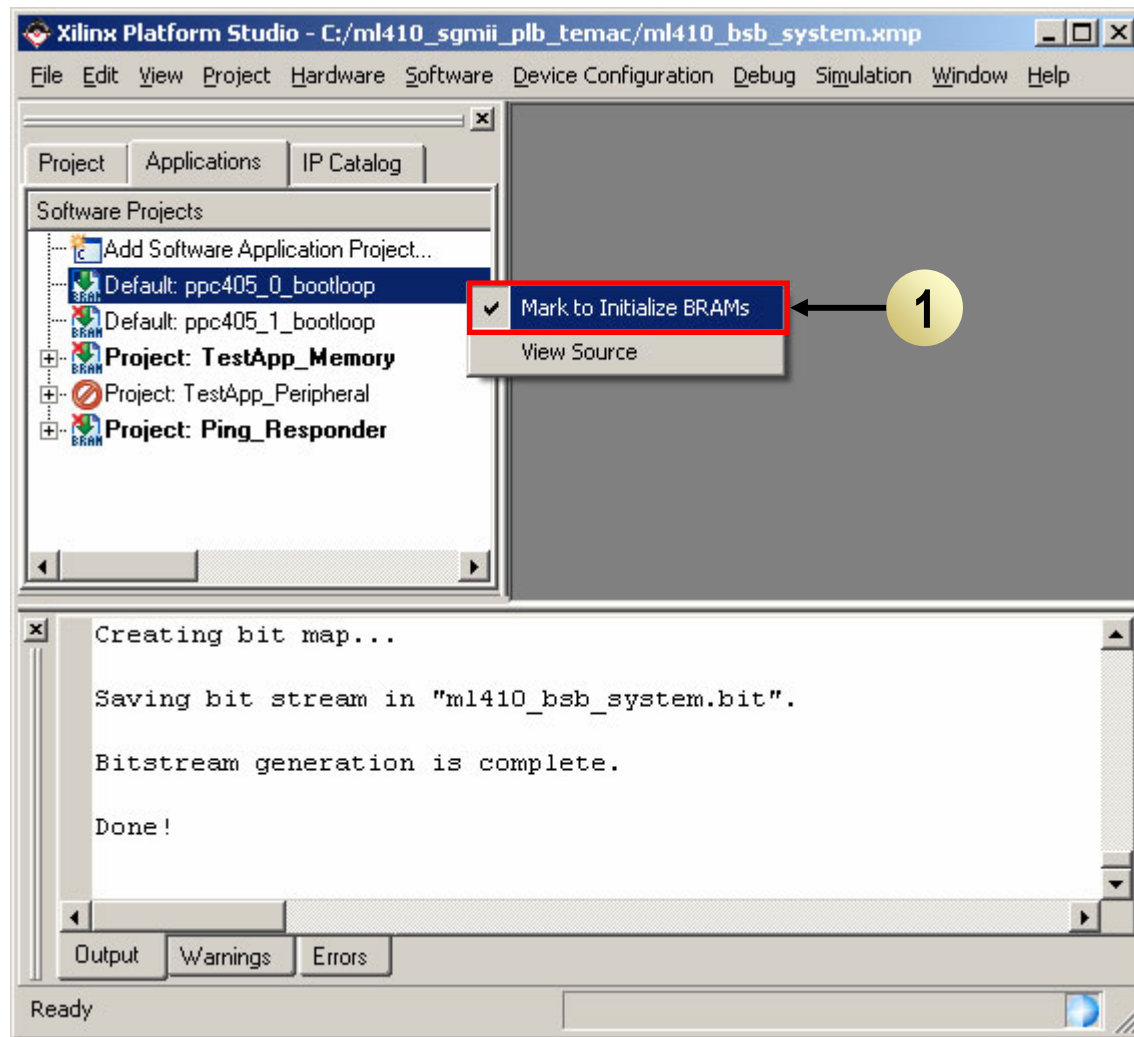 Xilinx Platform Studio - C:/ml410_sgmii_plb_temac/ml410_bsb_system.xmp
File Edit View Project Hardware Software Device Configuration Debug Simulation Window Help
Project Applications IP Catalog
Software Projects
Add Software Application Project...
Default: ppc405_0_bootloop
Mark to Initialize BRAMs
1
Default: ppc405_1_bootloop
View Source
BRAM
Project: TestApp_Memory
BRAM
Project: TestApp_Peripheral
Project: Ping_Responder
BRAM
Creating bit map...
Saving bit stream in "ml410_bsb_system.bit".
Bitstream generation is complete.
Done!
Output Warnings Errors
Ready